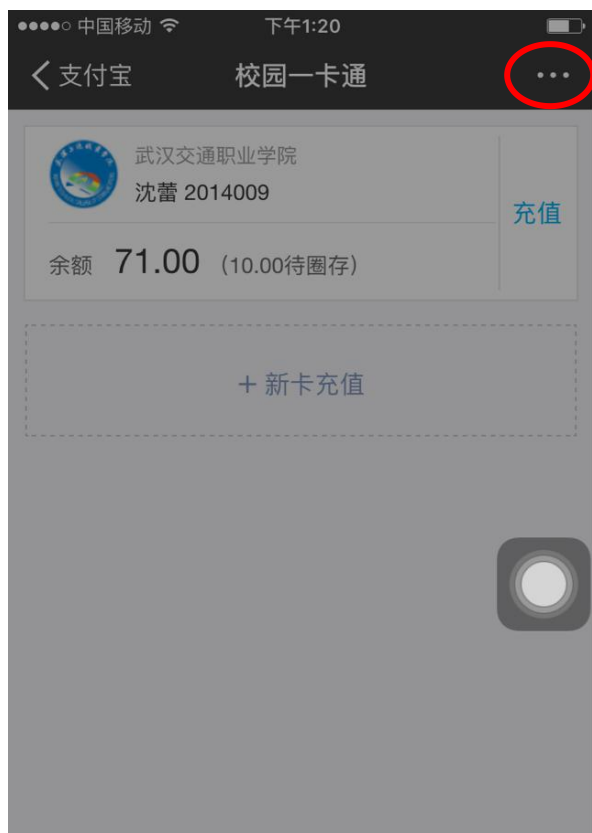 中国移动 下午1:20
支付宝 校园一卡通 ...
武汉交通职业学院
沈蕾 2014009
充值
余额 71.00 （10.00待圈存）
+ 新卡充值